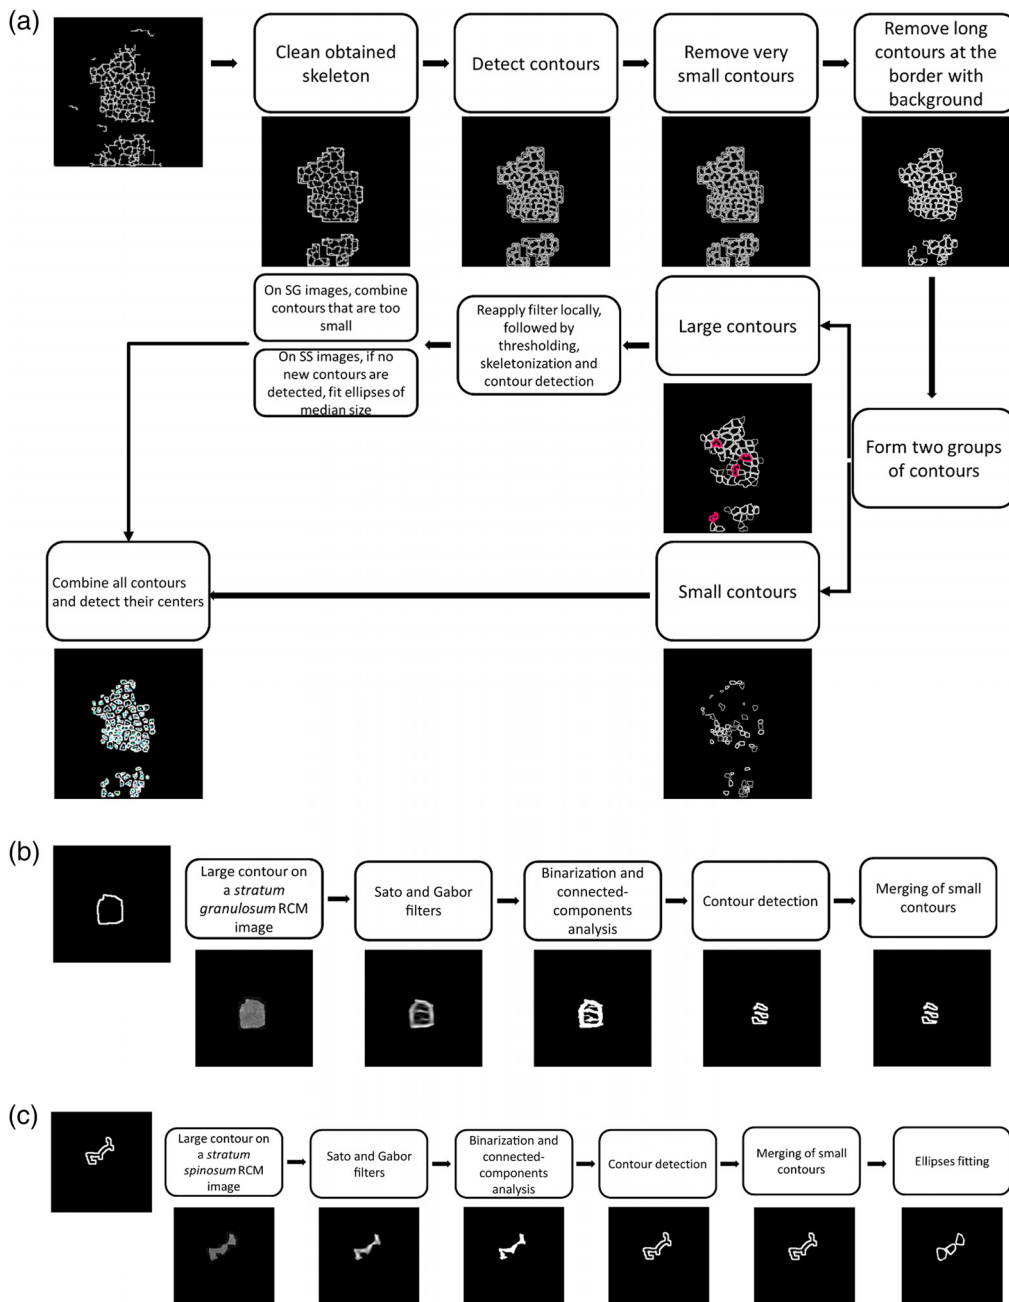 (a)
Clean obtained
skeleton
Detect contours
Remove very
small contours
Remove long
contours at the
border with
background
On SG images, combine
contours that are too
small
On SS images, if no
new contours are
detected, fit ellipses of
median size
Reapply filter locally,
followed by
thresholding,
skeletonization and
contour detection
Large contours
Form two groups
of contours
Combine all contours
and detect their centers
Small contours
(b)
Large contour on
a stratum
granulosum RCM
image
Sato and Gabor
filters
Binarization and
connected-
components
analysis
Contour detection
Merging of small
contours
(c)
Large contour on
a stratum
spinosum RCM
image
Sato and Gabor
filters
Binarization and
connected-
components
analysis
Contour detection
Merging of small
contours
Ellipses fitting